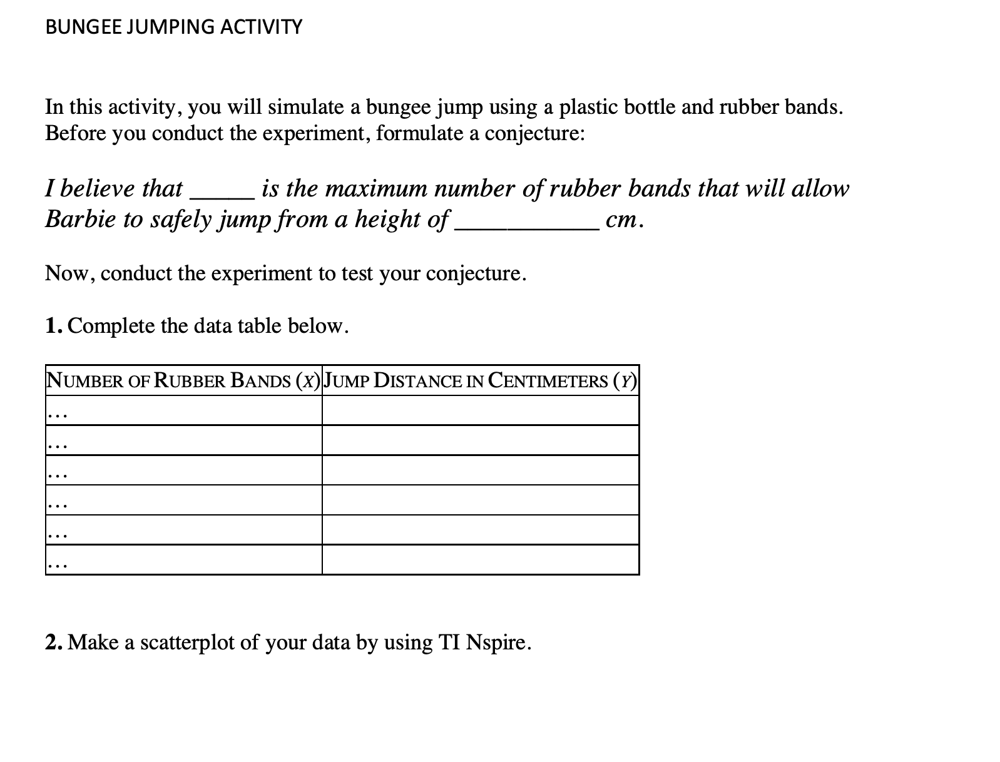 BUNGEE JUMPING ACTIVITY
In this activity, you will simulate a bungee jump using a plastic bottle and rubber bands.
Before you conduct the experiment, formulate a conjecture:
I believe that _____ is the maximum number of rubber bands that will allow
Barbie to safely jump from a height of ___________ cm.
Now, conduct the experiment to test your conjecture.
1. Complete the data table below.
NUMBER OF RUBBER BANDS (X) JUMP DISTANCE IN CENTIMETERS (Y)
...
...
...
...
...
...
2. Make a scatterplot of your data by using TI Nspire.